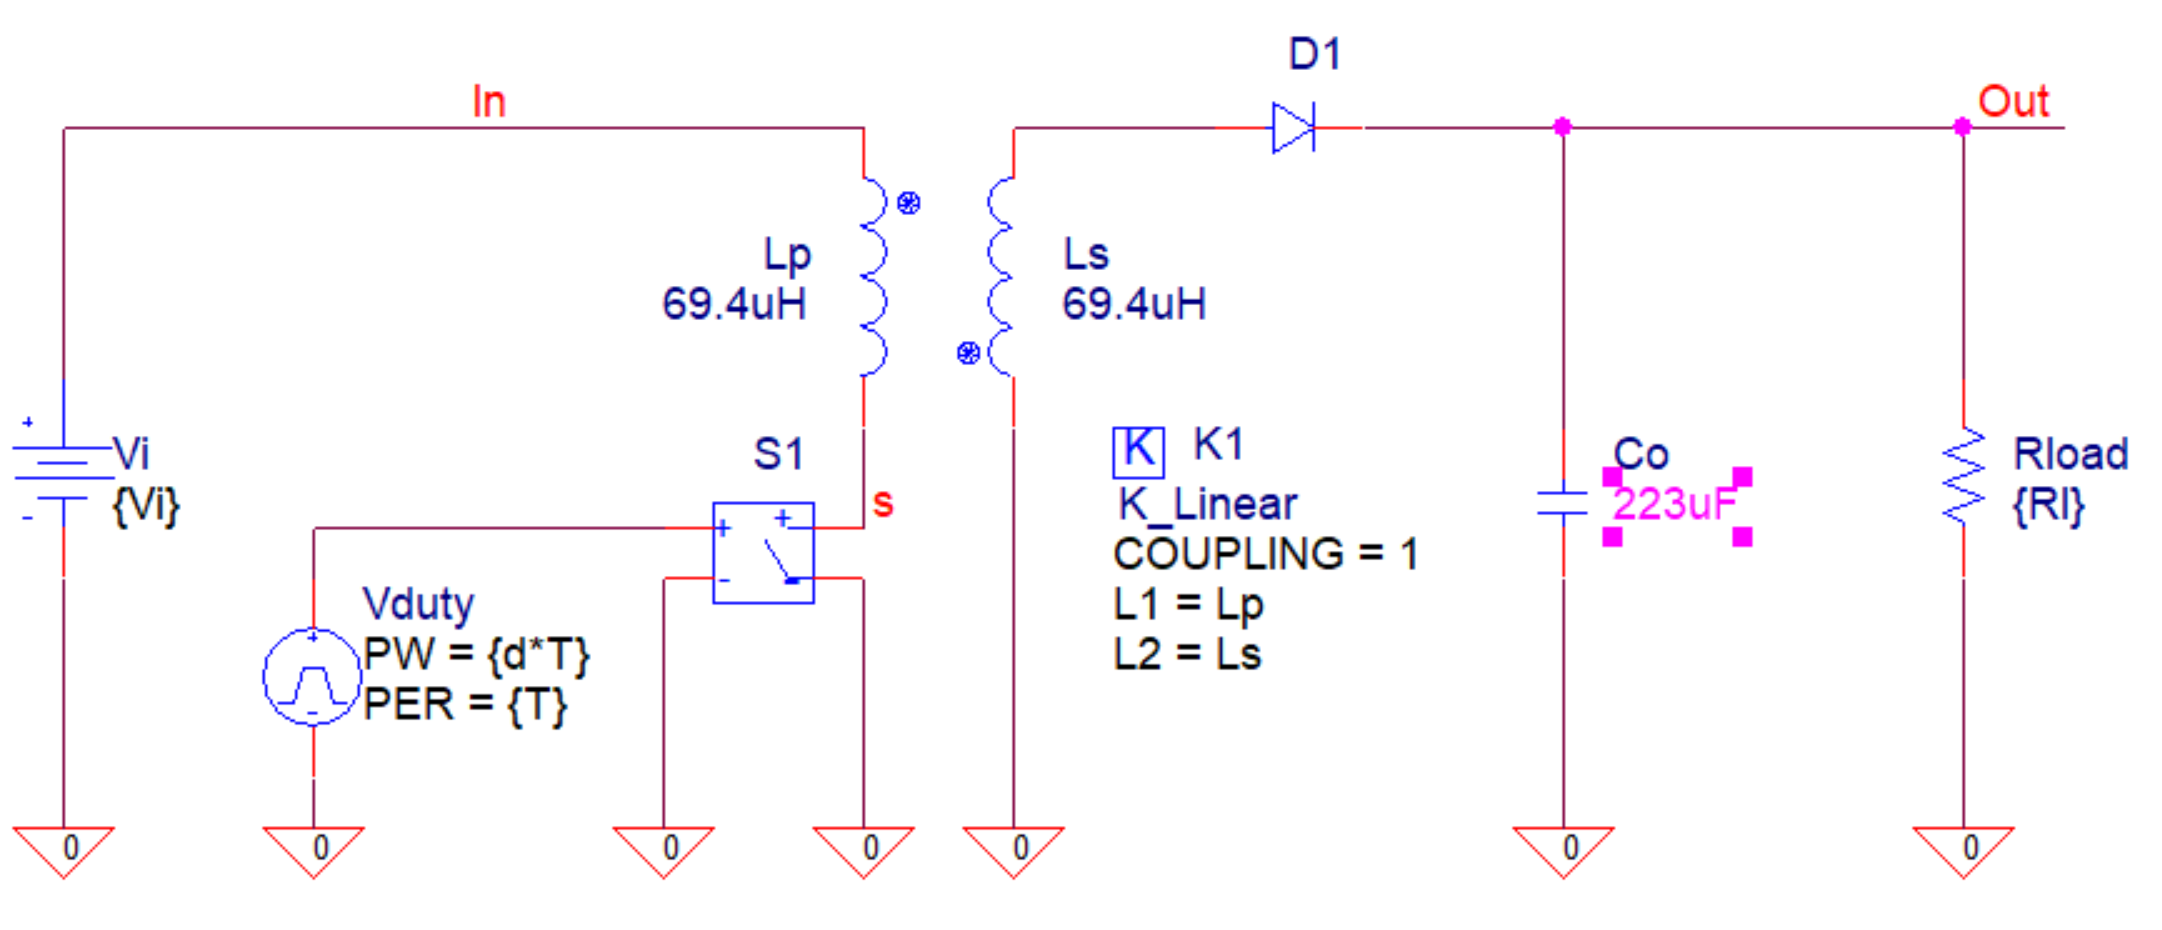 D1
In
Out
+
Vi
{Vi}
-
Lp
69.4uH
Ls
69.4uH
S1
s
+
+
-
Vduty
PW = {d*T}
PER = {T}
+
-
K
K1
K_Linear
COUPLING = 1
L1 = Lp
L2 = Ls
Co
223uF
Rload
{Rl}
0
0
0
0
0
0
0